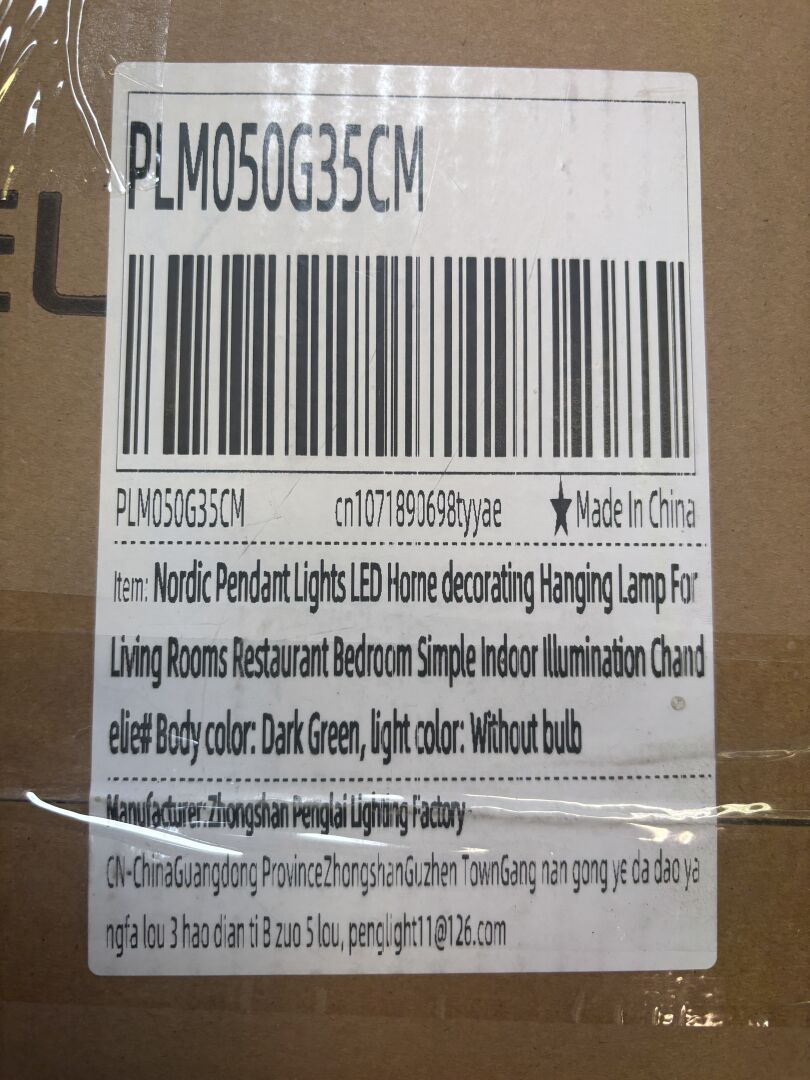 PLM050G35CM
PLM050G35CM cn1071890698tyyae ★Made In China
Item: Nordic Pendant Lights LED Home decorating Hanging Lamp For
Living Rooms Restaurant Bedroom Simple Indoor Illumination Chand
elie# Body color: Dark Green, light color: Without bulb
Manufacturer:Zhongshan Penglai Lighting Factory
CN-ChinaGuangdong ProvinceZhongshanGuzhen TownGang nan gong ye da dao ya
ngfa lou 3 hao dian ti B zuo 5 lou, penglight11@126.com